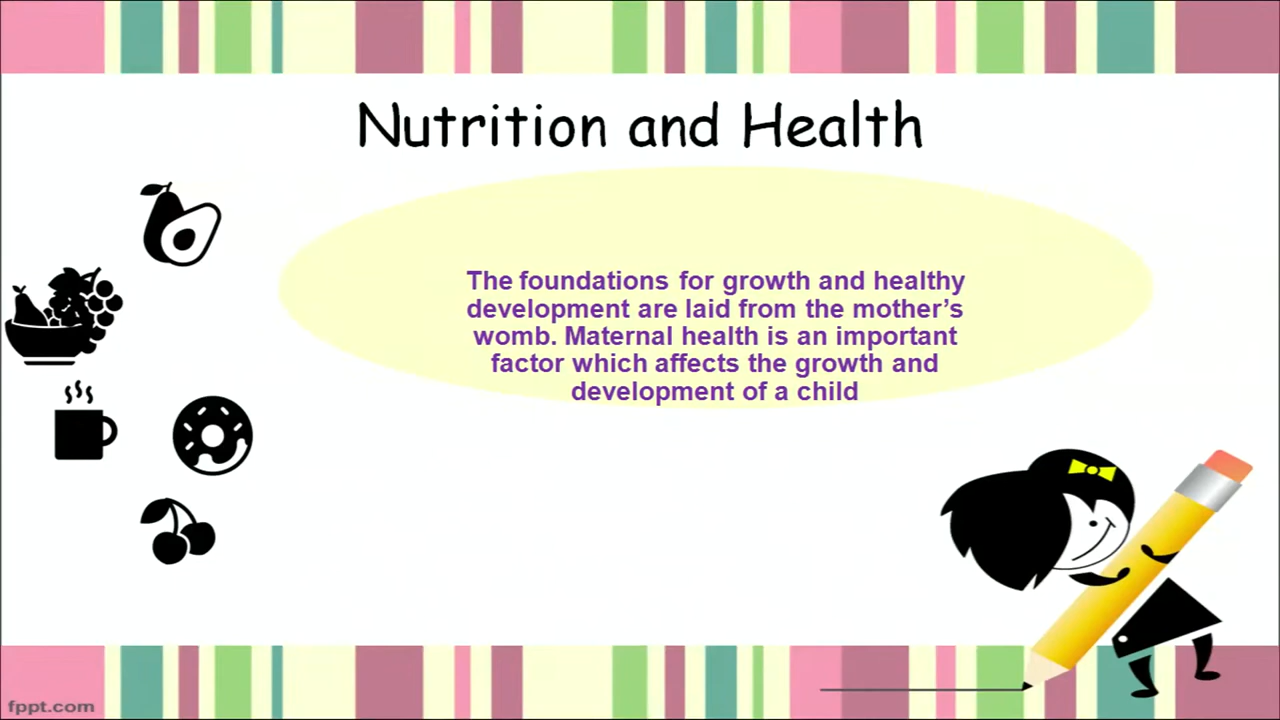 Nutrition and Health
The foundations for growth and healthy
development are laid from the mother’s
womb. Maternal health is an important
factor which affects the growth and
development of a child
fppt.com